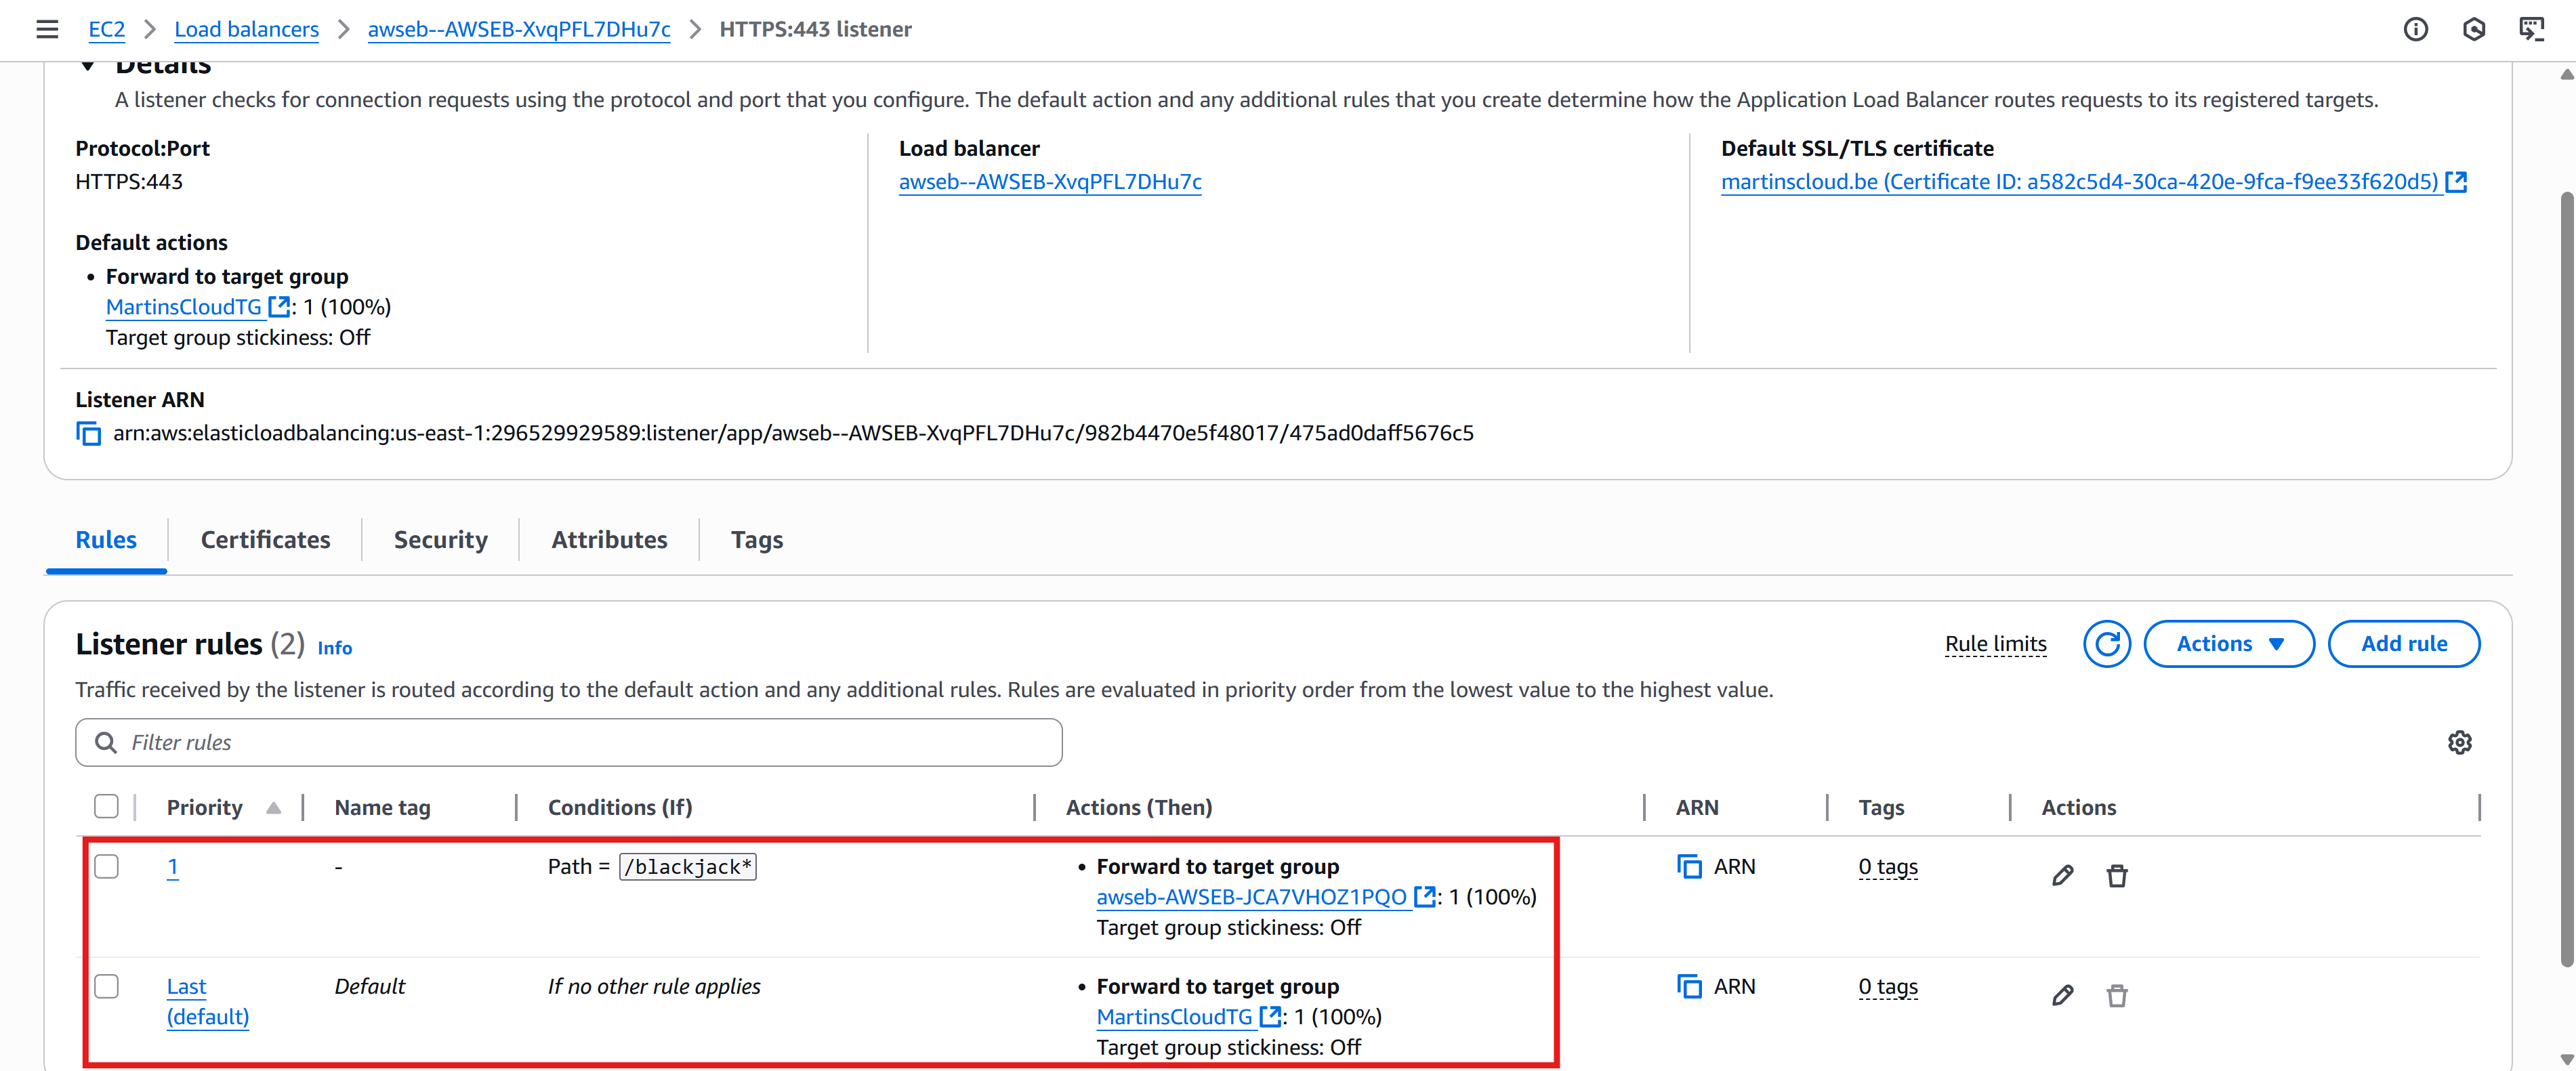 EC2 > Load balancers > awseb--AWSEB-XvqPFL7DHu7c > HTTPS:443 listener
Details
A listener checks for connection requests using the protocol and port that you configure. The default action and any additional rules that you create determine how the Application Load Balancer routes requests to its registered targets.
Protocol:Port
HTTPS:443
Load balancer
awseb--AWSEB-XvqPFL7DHu7c
Default SSL/TLS certificate
martinscloud.be (Certificate ID: a582c5d4-30ca-420e-9fca-f9ee33f620d5)
Default actions
• Forward to target group
MartinsCloudTG : 1 (100%)
Target group stickiness: Off
Listener ARN
arn:aws:elasticloadbalancing:us-east-1:296529929589:listener/app/awseb--AWSEB-XvqPFL7DHu7c/982b4470e5f48017/475ad0daff5676c5
Rules Certificates Security Attributes Tags
Listener rules (2) Info
Rule limits Actions Add rule
Traffic received by the listener is routed according to the default action and any additional rules. Rules are evaluated in priority order from the lowest value to the highest value.
Filter rules
Priority Name tag Conditions (If) Actions (Then) ARN Tags Actions
1 - Path = /blackjack* • Forward to target group ARN 0 tags
awseb-AWSEB-JCA7VHOZ1PQO : 1 (100%)
Target group stickiness: Off
Last Default If no other rule applies • Forward to target group ARN 0 tags
(default) MartinsCloudTG : 1 (100%)
Target group stickiness: Off